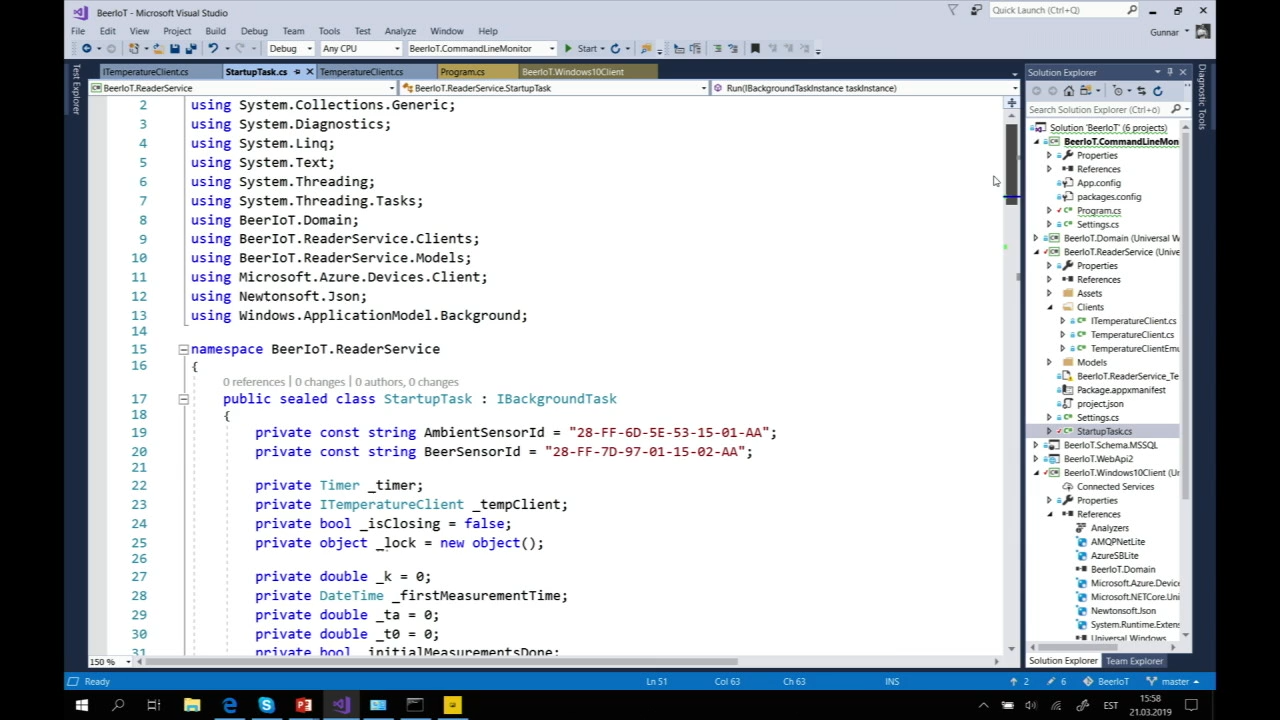 BeerIoT - Microsoft Visual Studio
Quick Launch (Ctrl+Q)
File Edit View Project Build Debug Team Tools Test Analyze Window Help
Gunnar
Debug Any CPU BeerIoT.CommandLineMonitor Start
Test Explorer
ITemperatureClient.cs StartupTask.cs TemperatureClient.cs Program.cs BeerIoT.Windows10Client
BeerIoT.ReaderService BeerIoT.ReaderService.StartupTask Run(IBackgroundTaskInstance taskInstance)
2 using System.Collections.Generic;
3 using System.Diagnostics;
4 using System.Linq;
5 using System.Text;
6 using System.Threading;
7 using System.Threading.Tasks;
8 using BeerIoT.Domain;
9 using BeerIoT.ReaderService.Clients;
10 using BeerIoT.ReaderService.Models;
11 using Microsoft.Azure.Devices.Client;
12 using Newtonsoft.Json;
13 using Windows.ApplicationModel.Background;
14
15 namespace BeerIoT.ReaderService
16 {
0 references | 0 changes | 0 authors, 0 changes
17 public sealed class StartupTask : IBackgroundTask
18 {
19 private const string AmbientSensorId = "28-FF-6D-5E-53-15-01-AA";
20 private const string BeerSensorId = "28-FF-7D-97-01-15-02-AA";
21
22 private Timer _timer;
23 private ITemperatureClient _tempClient;
24 private bool _isClosing = false;
25 private object _lock = new object();
26
27 private double _k = 0;
28 private DateTime _firstMeasurementTime;
29 private double _ta = 0;
30 private double _t0 = 0;
31 private bool _initialMeasurementsDone;
150 %
Solution Explorer
Search Solution Explorer (Ctrl+ö)
Solution 'BeerIoT' (6 projects)
BeerIoT.CommandLineMon
Properties
References
App.config
packages.config
Program.cs
Settings.cs
BeerIoT.Domain (Universal W
BeerIoT.ReaderService (Unive
Properties
References
Assets
Clients
ITemperatureClient.cs
TemperatureClient.cs
TemperatureClientEmu
Models
BeerIoT.ReaderService_Te
Package.appxmanifest
project.json
Settings.cs
StartupTask.cs
BeerIoT.Schema.MSSQL
BeerIoT.WebApi2
BeerIoT.Windows10Client (Un
Connected Services
Properties
References
Analyzers
AMQPNetLite
AzureSBLite
BeerIoT.Domain
Microsoft.Azure.Device
Microsoft.NETCore.Uni
Newtonsoft.Json
System.Runtime.Extens
Universal Windows
Solution Explorer Team Explorer
Diagnostic Tools
Ready Ln 51 Col 63 Ch 63 INS 2 6 BeerIoT master
EST 15:58
21.03.2019